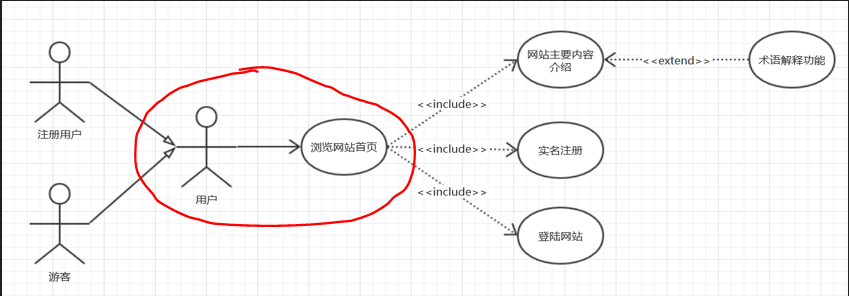 注册用户
游客
用户
浏览网站首页
<<include>>
<<include>>
<<include>>
网站主要内容
介绍
<<extend>>
术语解释功能
实名注册
登陆网站